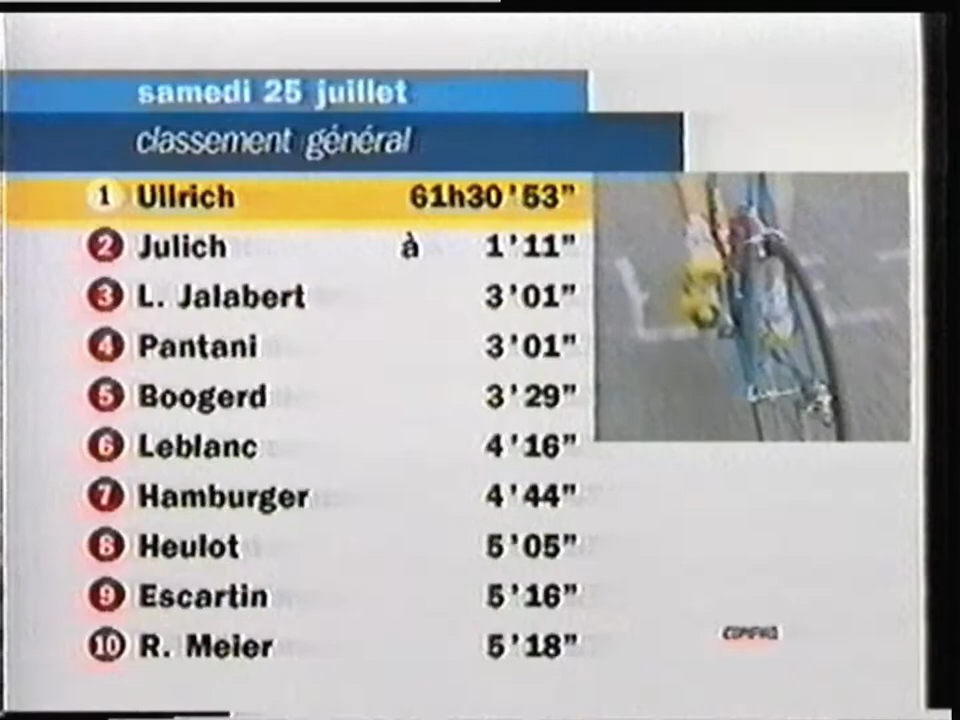 samedi 25 juillet
classement général
1 Ullrich 61h30'53"
2 Julich à 1'11"
3 L. Jalabert 3'01"
4 Pantani 3'01"
5 Boogerd 3'29"
6 Leblanc 4'16"
7 Hamburger 4'44"
8 Heulot 5'05"
9 Escartin 5'16"
10 R. Meier 5'18"